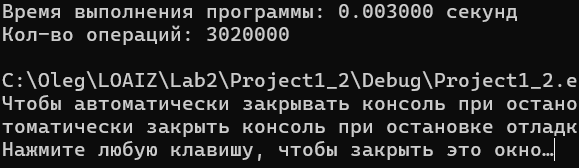 Время выполнения программы: 0.003000 секунд
Кол-во операций: 3020000
C:\Oleg\LOAIZ\Lab2\Project1_2\Debug\Project1_2.e
Чтобы автоматически закрывать консоль при остано
томатически закрыть консоль при остановке отладк
Нажмите любую клавишу, чтобы закрыть это окно…